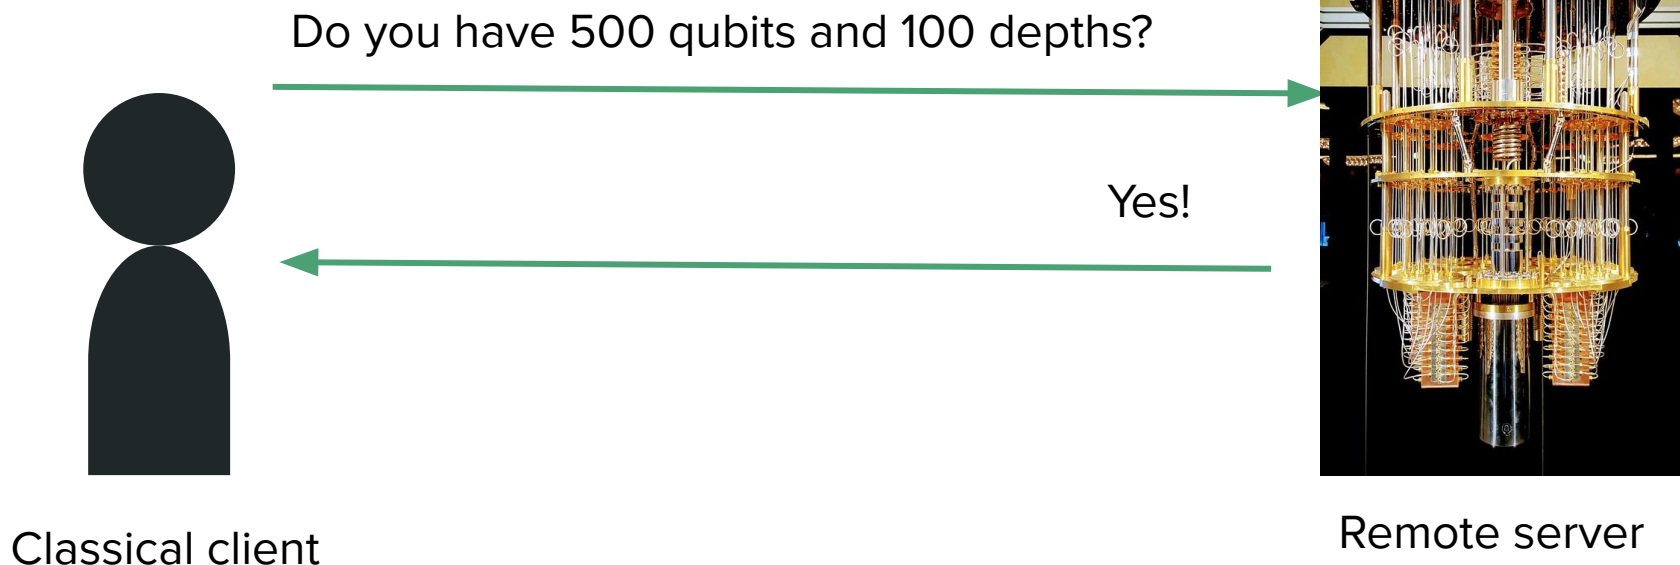 Do you have 500 qubits and 100 depths?
Yes!
Classical client
Remote server